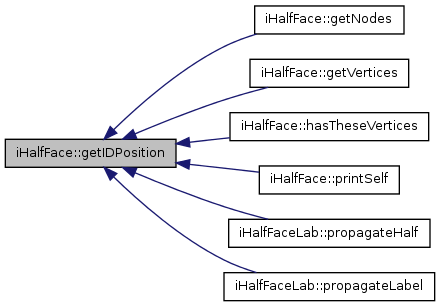 iHalfFace::getNodes
iHalfFace::getVertices
iHalfFace::hasTheseVertices
iHalfFace::getIDPosition
iHalfFace::printSelf
iHalfFaceLab::propagateHalf
iHalfFaceLab::propagateLabel